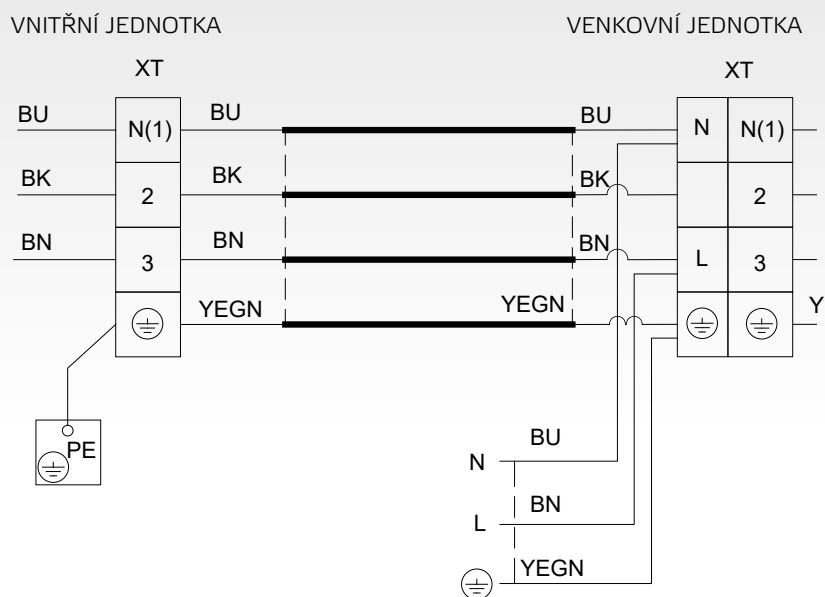 VNITŘNÍ JEDNOTKA VENKOVNÍ JEDNOTKA
XT XT
BU BU BU N N(1)
N(1)
BK BK BK
2 2
BN BN BN L
3 3
YEGN YEGN Y
PE
N BU
L BN
YEGN